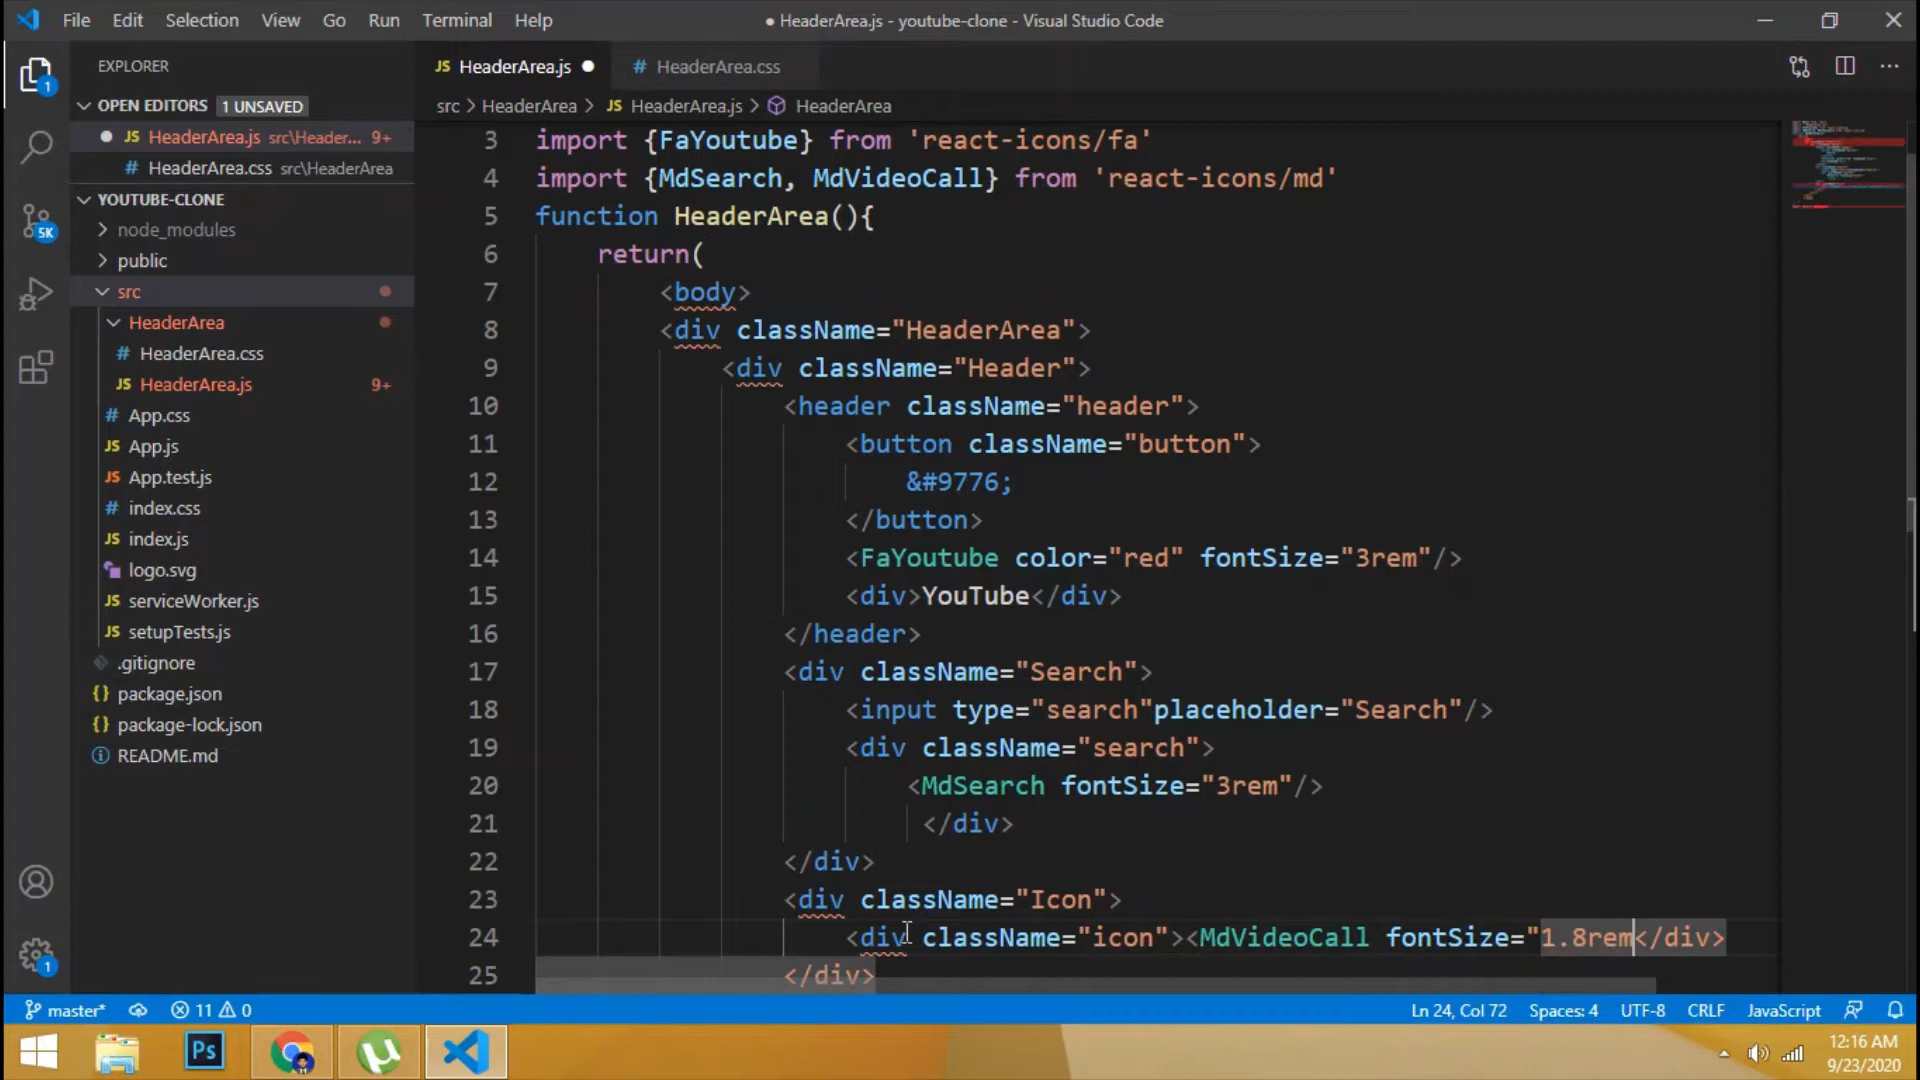 File Edit Selection View Go Run Terminal Help
● HeaderArea.js - youtube-clone - Visual Studio Code
EXPLORER
OPEN EDITORS 1 UNSAVED
JS HeaderArea.js src\Header... 9+
# HeaderArea.css src\HeaderArea
YOUTUBE-CLONE
node_modules
public
src
HeaderArea
# HeaderArea.css
JS HeaderArea.js 9+
# App.css
JS App.js
JS App.test.js
# index.css
JS index.js
logo.svg
JS serviceWorker.js
JS setupTests.js
.gitignore
{} package.json
{} package-lock.json
README.md
1
5K
1
JS HeaderArea.js ●
# HeaderArea.css
src > HeaderArea > JS HeaderArea.js > HeaderArea
3 import {FaYoutube} from 'react-icons/fa'
4 import {MdSearch, MdVideoCall} from 'react-icons/md'
5 function HeaderArea(){
6 return(
7 <body>
8 <div className="HeaderArea">
9 <div className="Header">
10 <header className="header">
11 <button className="button">
12 &#9776;
13 </button>
14 <FaYoutube color="red" fontSize="3rem"/>
15 <div>YouTube</div>
16 </header>
17 <div className="Search">
18 <input type="search"placeholder="Search"/>
19 <div className="search">
20 <MdSearch fontSize="3rem"/>
21 </div>
22 </div>
23 <div className="Icon">
24 <div className="icon"><MdVideoCall fontSize="1.8rem</div>
25 </div>
master* 11 0
Ln 24, Col 72 Spaces: 4 UTF-8 CRLF JavaScript
Ps
12:16 AM
9/23/2020